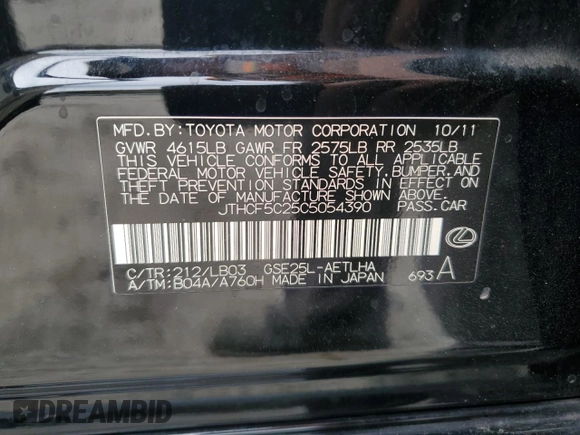 MFD.BY:TOYOTA MOTOR CORPORATION 10/11
GVWR 4615LB GAWR FR 2575LB RR 2535LB
THIS VEHICLE CONFORMS TO ALL APPLICABLE
FEDERAL MOTOR VEHICLE SAFETY,BUMPER,AND
THEFT PREVENTION STANDARDS IN EFFECT ON
THE DATE OF MANUFACTURE SHOWN ABOVE.
JTHCF5C25C5054390 PASS.CAR
C/TR:212/LB03 GSE25L-AETLHA
A/TM:B04A/A760H MADE IN JAPAN 693 A
DREAMBID